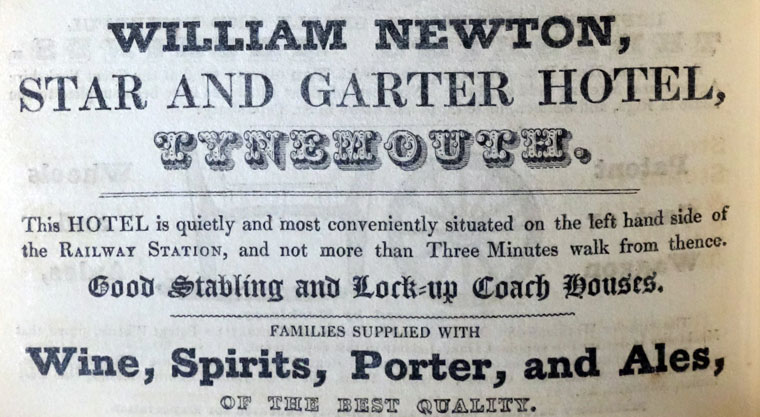 WILLIAM NEWTON,
STAR AND GARTER HOTEL,
TYNEMOUTH.
This HOTEL is quietly and most conveniently situated on the left hand side of
the RAILWAY STATION, and not more than Three Minutes walk from thence.
Good Stabling and Lock-up Coach Houses.
FAMILIES SUPPLIED WITH
Wine, Spirits, Porter, and Ales,
OF THE BEST QUALITY.